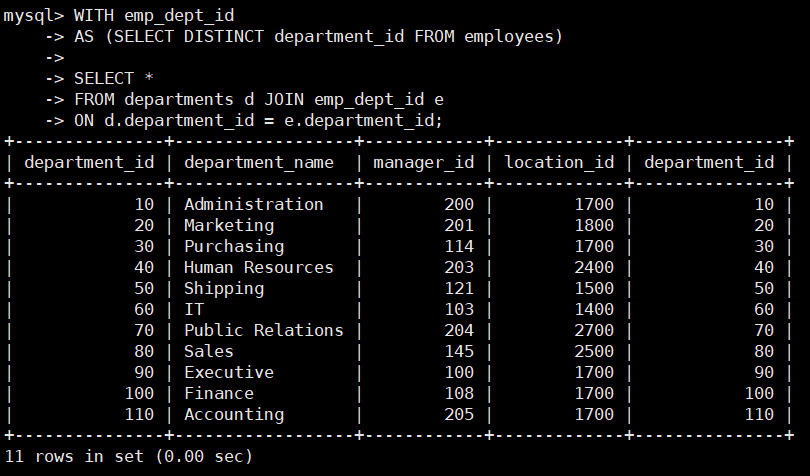 mysql> WITH emp_dept_id
    -> AS (SELECT DISTINCT department_id FROM employees)
    ->
    -> SELECT *
    -> FROM departments d JOIN emp_dept_id e
    -> ON d.department_id = e.department_id;
+---------------+------------------+------------+-------------+---------------+
| department_id | department_name  | manager_id | location_id | department_id |
+---------------+------------------+------------+-------------+---------------+
|            10 | Administration   |        200 |        1700 |            10 |
|            20 | Marketing        |        201 |        1800 |            20 |
|            30 | Purchasing       |        114 |        1700 |            30 |
|            40 | Human Resources  |        203 |        2400 |            40 |
|            50 | Shipping         |        121 |        1500 |            50 |
|            60 | IT               |        103 |        1400 |            60 |
|            70 | Public Relations |        204 |        2700 |            70 |
|            80 | Sales            |        145 |        2500 |            80 |
|            90 | Executive        |        100 |        1700 |            90 |
|           100 | Finance          |        108 |        1700 |           100 |
|           110 | Accounting       |        205 |        1700 |           110 |
+---------------+------------------+------------+-------------+---------------+
11 rows in set (0.00 sec)